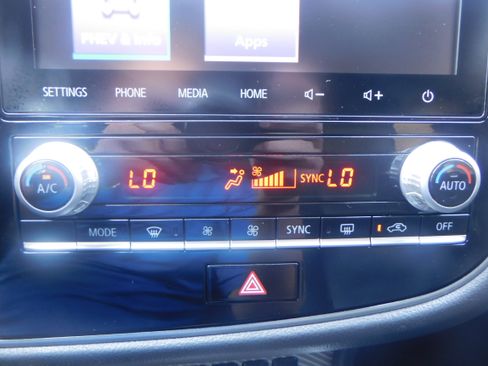 PHEV & Info
Apps
SETTINGS PHONE MEDIA HOME
LO SYNC LO
A/C AUTO
MODE SYNC OFF